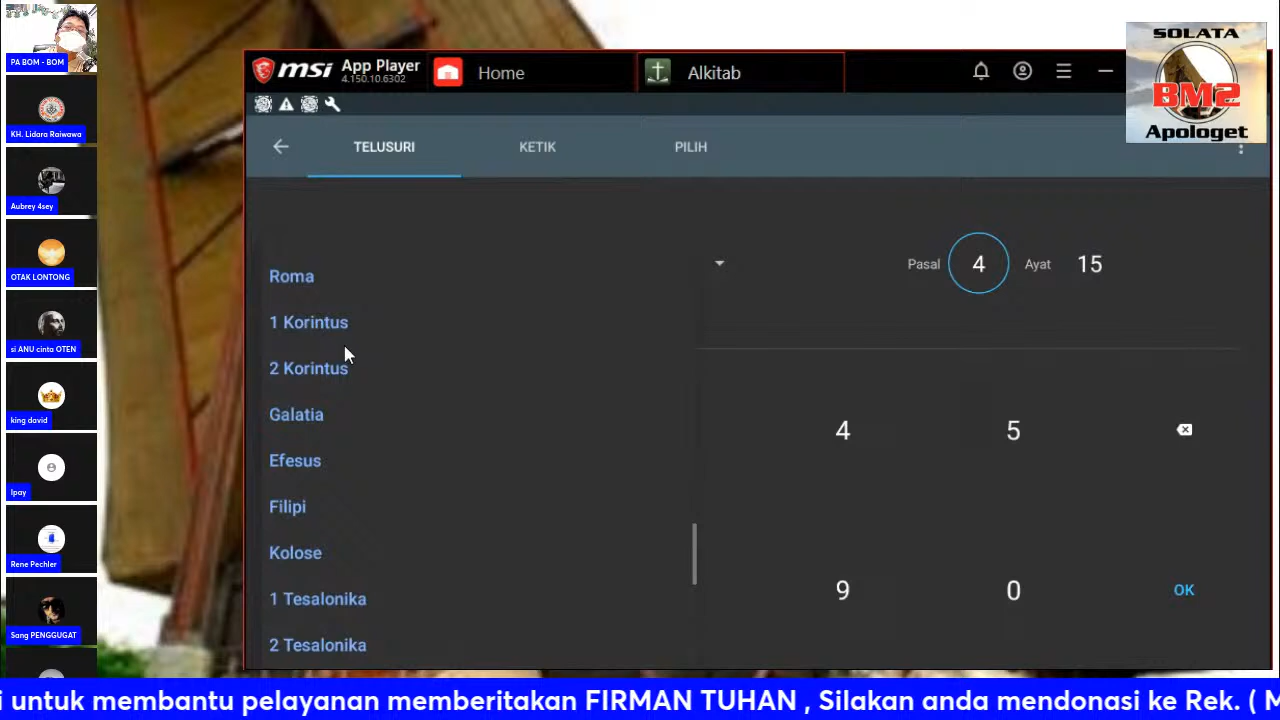 PA BOM - BOM
KH. Lidara Raiwawa
Aubrey 4sey
OTAK LONTONG
si ANU cinta OTEN
king david
Ipay
Rene Pechler
Sang PENGGUGAT
msi App Player
4.150.10.6302
Home
Alkitab
SOLATA
BM2
Apologet
TELUSURI
KETIK
PILIH
Roma
1 Korintus
2 Korintus
Galatia
Efesus
Filipi
Kolose
1 Tesalonika
2 Tesalonika
Pasal 4 Ayat 15
4 5
9 0 OK
i untuk membantu pelayanan memberitakan FIRMAN TUHAN , Silakan anda mendonasi ke Rek. ( M